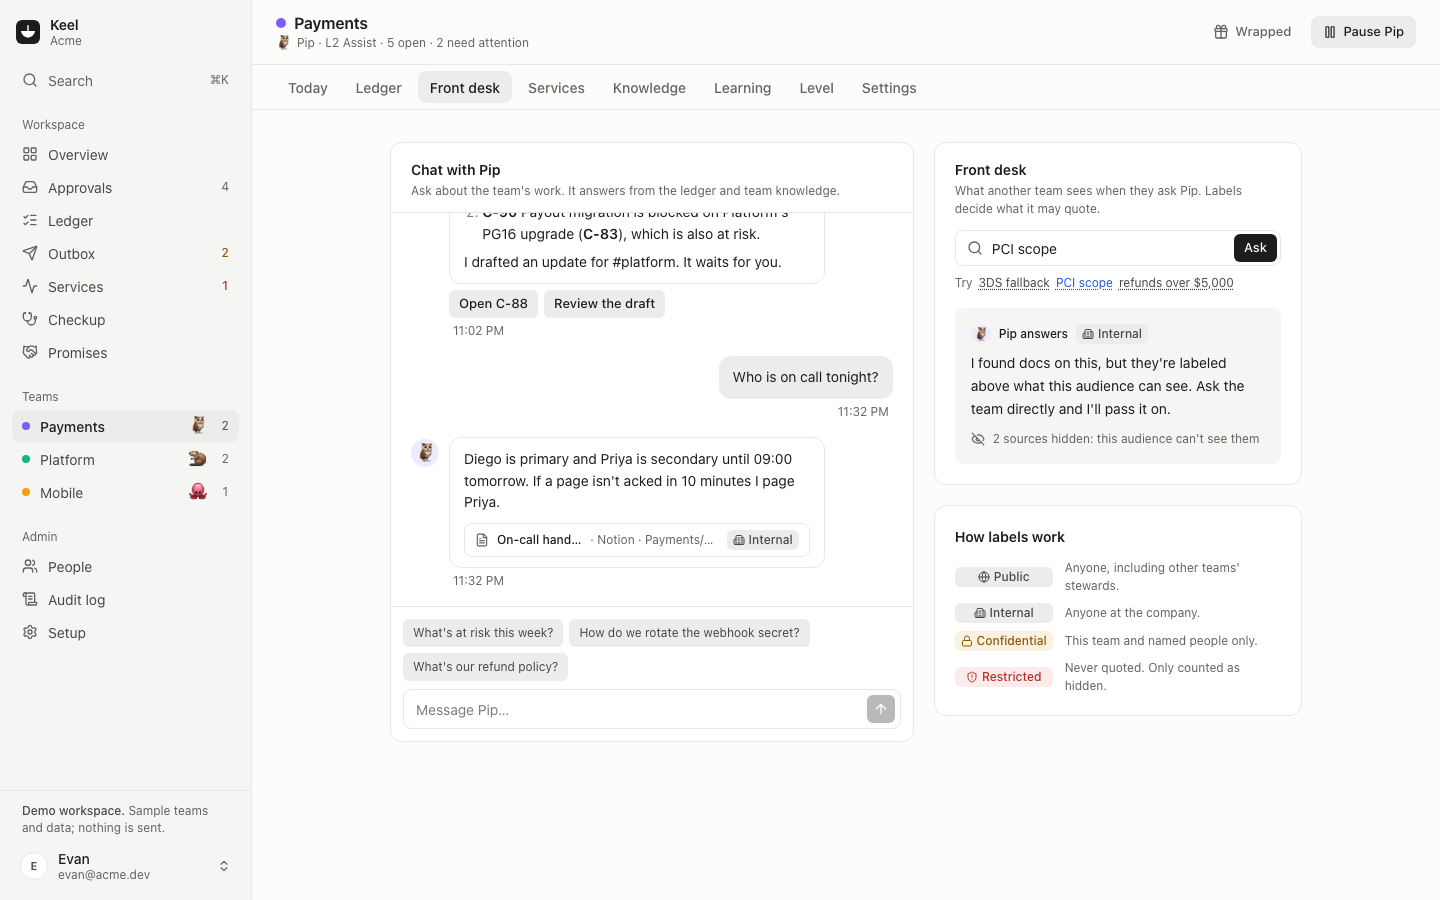 Keel
Acme
Search ⌘K
Workspace
Overview
Approvals 4
Ledger
Outbox 2
Services 1
Checkup
Promises
Teams
Payments 2
Platform 2
Mobile 1
Admin
People
Audit log
Setup
Demo workspace. Sample teams
and data; nothing is sent.
E
Evan
evan@acme.dev
Payments
Pip · L2 Assist · 5 open · 2 need attention
Wrapped
Pause Pip
Today Ledger Front desk Services Knowledge Learning Level Settings
Chat with Pip
Ask about the team's work. It answers from the ledger and team knowledge.
2. C-90 Payout migration is blocked on Platform's
PG16 upgrade (C-83), which is also at risk.
I drafted an update for #platform. It waits for you.
Open C-88 Review the draft
11:02 PM
Who is on call tonight?
11:32 PM
Diego is primary and Priya is secondary until 09:00
tomorrow. If a page isn't acked in 10 minutes I page
Priya.
On-call hand... · Notion · Payments/... Internal
11:32 PM
What's at risk this week? How do we rotate the webhook secret?
What's our refund policy?
Message Pip...
Front desk
What another team sees when they ask Pip. Labels
decide what it may quote.
PCI scope Ask
Try 3DS fallback PCI scope refunds over $5,000
Pip answers Internal
I found docs on this, but they're labeled
above what this audience can see. Ask the
team directly and I'll pass it on.
2 sources hidden: this audience can't see them
How labels work
Public Anyone, including other teams'
stewards.
Internal Anyone at the company.
Confidential This team and named people only.
Restricted Never quoted. Only counted as
hidden.